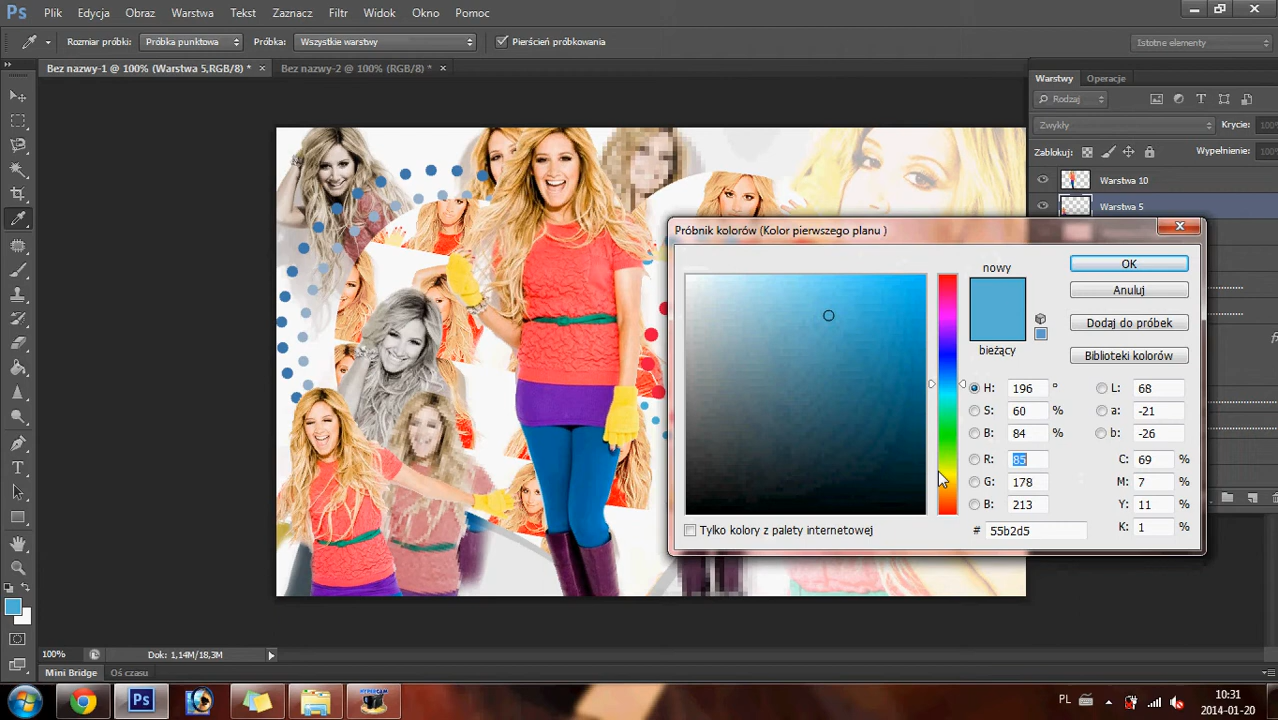 Ps Plik Edycja Obraz Warstwa Tekst Zaznacz Filtr Widok Okno Pomoc
Rozmiar próbki: Próbka punktowa Próbka: Wszystkie warstwy Pierścień próbkowania Istotne elementy
Bez nazwy-1 @ 100% (Warstwa 5,RGB/8) * × Bez nazwy-2 @ 100% (RGB/8) * ×
Warstwy Operacje
Rodzaj
Zwykły Krycie: 100%
Zablokuj: Wypełnienie: 100%
Warstwa 10
Warstwa 5
Próbnik kolorów (Kolor pierwszego planu )
nowy
bieżący
OK
Anuluj
Dodaj do próbek
Biblioteki kolorów
H: 196 ° L: 68
S: 60 % a: -21
B: 84 % b: -26
R: 85 C: 69 %
G: 178 M: 7 %
B: 213 Y: 11 %
K: 1 %
Tylko kolory z palety internetowej # 55b2d5
100% Dok: 1,14M/18,3M
Mini Bridge Oś czasu
Ps PL 10:31
2014-01-20